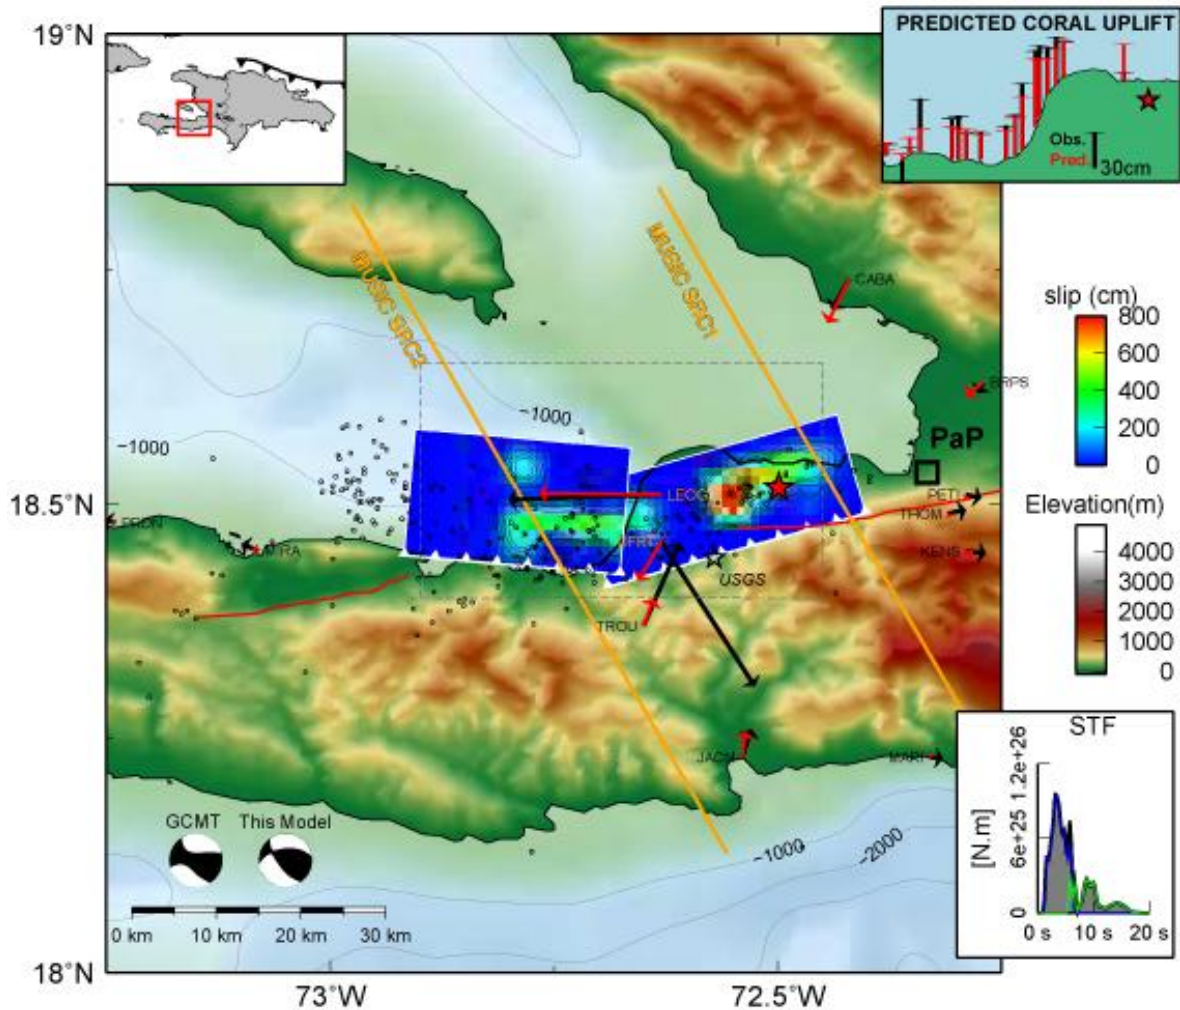 19°N
18.5°N
18°N
73°W
72.5°W
PREDICTED CORAL UPLIFT
Obs.
Pred.
30cm
MUSIC SRC2
MUSIC SRC1
CABA
BRPS
PaP
PETI
THOM
KENS
LEOG
USGS
TROU
JACM
MARI
−1000
−1000
−1000
−2000
slip (cm)
800
600
400
200
0
Elevation(m)
4000
3000
2000
1000
0
GCMT
This Model
0 km
10 km
20 km
30 km
STF
[N.m]
1.2e+26
6e+25
0
0 s
10 s
20 s